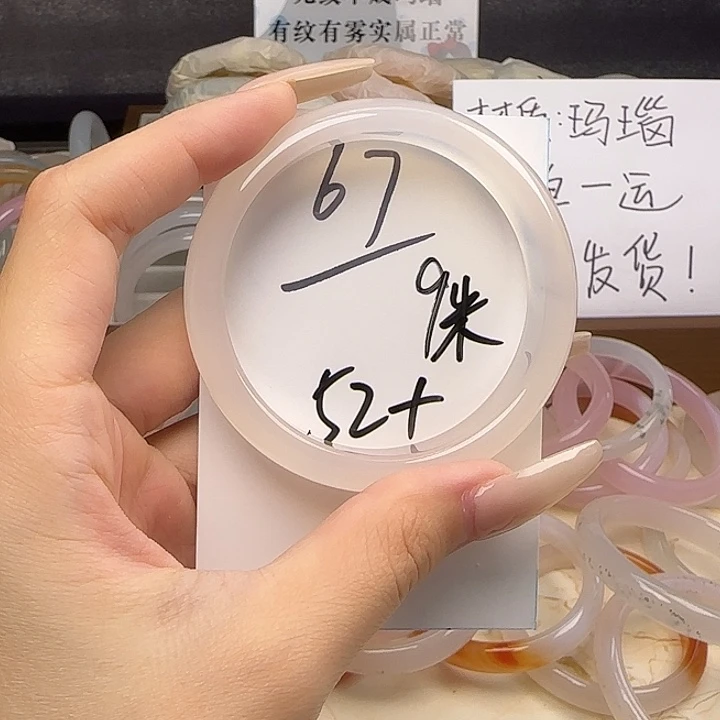 有纹有雾实属正常
材质:玛瑙
一运
发货!
67
9米
52+